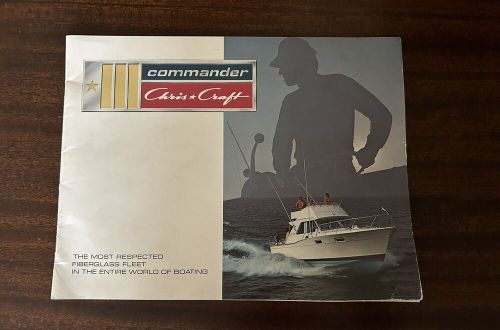 commander
Chris ★ Craft
THE MOST RESPECTED
FIBERGLASS FLEET
IN THE ENTIRE WORLD OF BOATING